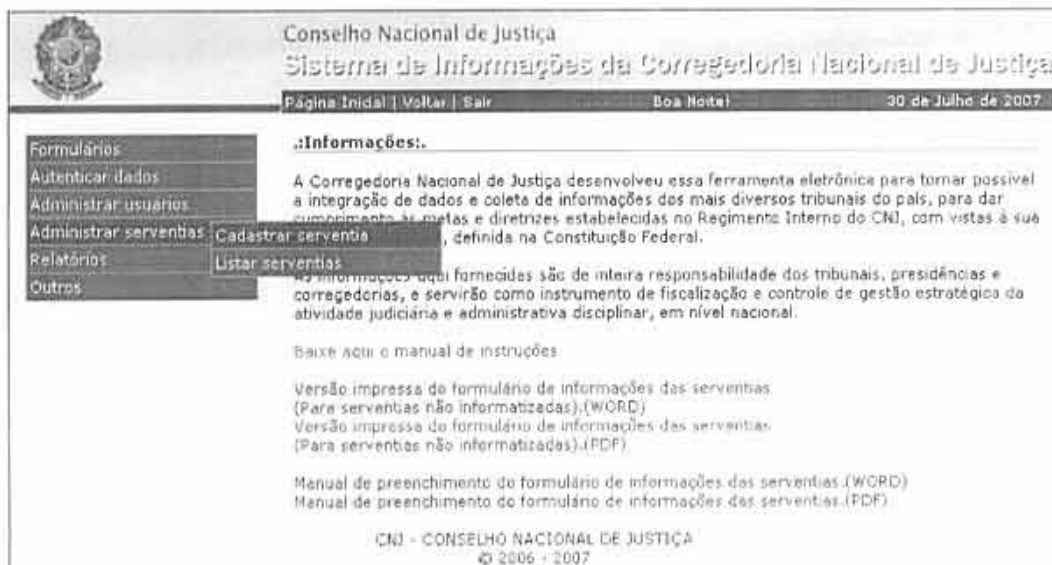 Conselho Nacional de Justiça
Sistema de Informações da Corregedoria Nacional de Justiça
Página Inicial | Voltar | Sair Boa Noite! 30 de Julho de 2007
Formulários
Autenticar dados
Administrar usuários
Administrar serventias
Relatórios
Outros
Cadastrar serventia
Listar serventias
.:Informações:.
A Corregedoria Nacional de Justiça desenvolveu essa ferramenta eletrônica para tornar possível
a integração de dados e coleta de informações dos mais diversos tribunais do país, para dar
cumprimento às metas e diretrizes estabelecidas no Regimento Interno do CNJ, com vistas à sua
, definida na Constituição Federal.
As informações aqui fornecidas são de inteira responsabilidade dos tribunais, presidências e
corregedorias, e servirão como instrumento de fiscalização e controle de gestão estratégica da
atividade judiciária e administrativa disciplinar, em nível nacional.
Baixe aqui o manual de instruções
Versão impressa do formulário de informações das serventias
(Para serventias não informatizadas).(WORD)
Versão impressa do formulário de informações das serventias
(Para serventias não informatizadas).(PDF)
Manual de preenchimento do formulário de informações das serventias.(WORD)
Manual de preenchimento do formulário de informações das serventias.(PDF)
CNJ - CONSELHO NACIONAL DE JUSTIÇA
© 2006 - 2007